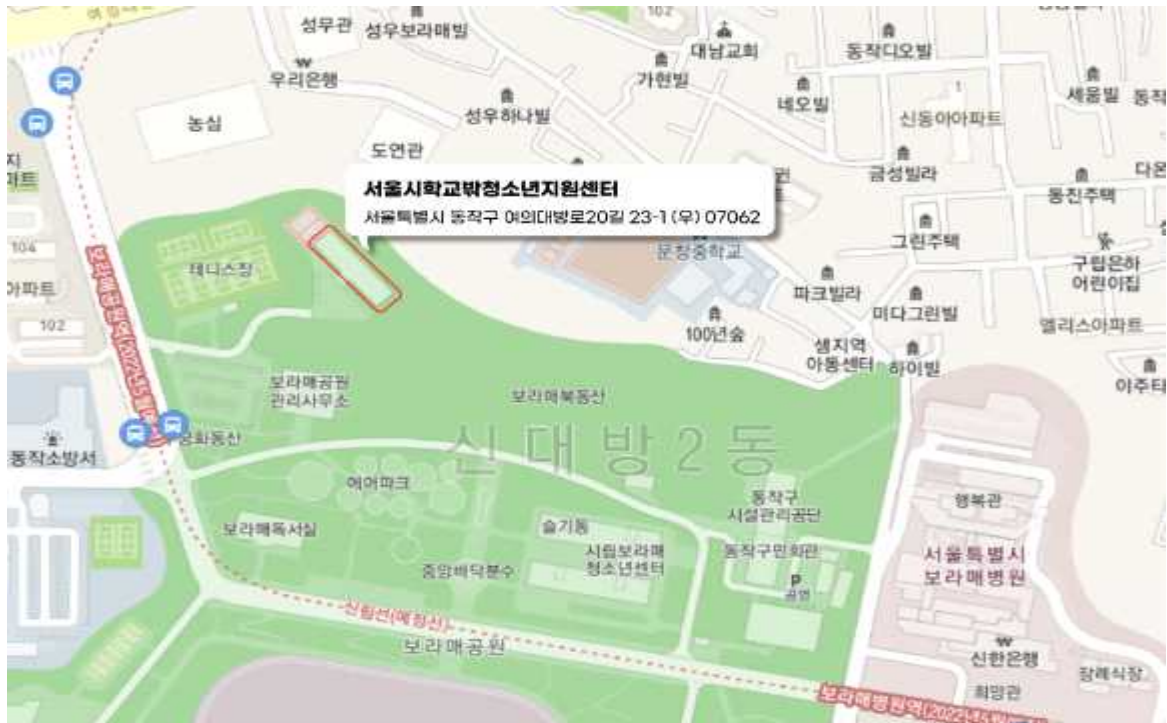 성무관
성우보라매빌
우리은행
농심
성우하나빌
도연관
102
대남교회
가현빌
동작디오빌
네오빌
1
신동아아파트
세움빌
금성빌라
동진주택
그린주택
구립은하
어린이집
서울시학교밖청소년지원센터
서울특별시 동작구 여의대방로20길 23-1 (우) 07062
문창중학교
파크빌라
미다그린빌
100년숲
샘지역
아동센터
하이빌
엘리스아파트
테니스장
104
102
보라매공원
관리사무소
보라매북동산
신대방2동
동작소방서
에어파크
보라매독서실
중앙바닥분수
슬기동
시립보라매
청소년센터
동작구
시설관리공단
동작구민회관
P
공영
행복관
서울특별시
보라매병원
신한은행
희망관
장례식장
신림선(예정선)
보라매공원